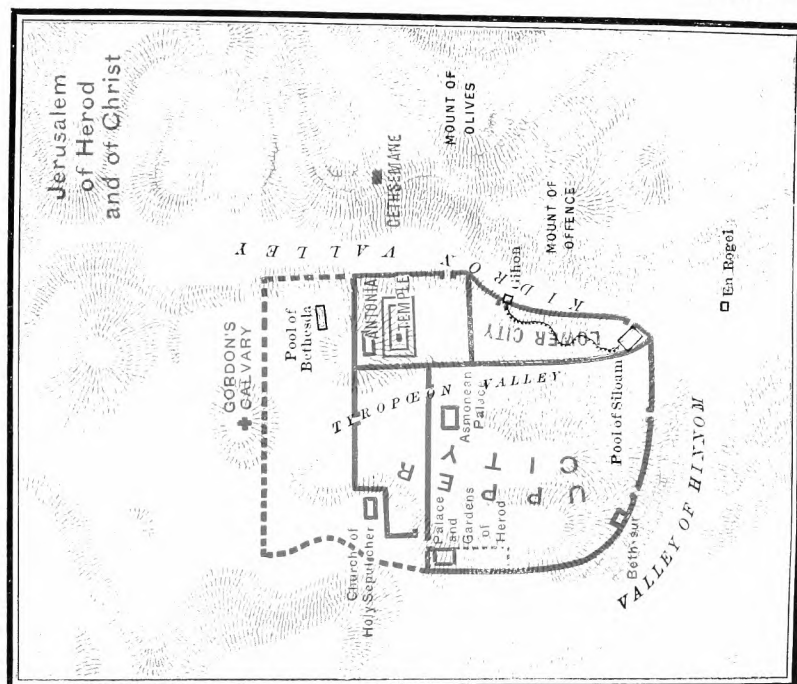 Jerusalem
of Herod
and of Christ
GORDON'S
CALVARY
Pool of
Bethesda
ANTONIA
TEMPLE
GETHSEMANE
MOUNT OF
OLIVES
MOUNT OF
OFFENCE
KIDRON
VALLEY
Gihon
LOWER CITY
En Rogel
Church of
Holy Sepulcher
TYROPŒON VALLEY
Asmonean
Palace
Palace
and
Gardens
of
Herod
UPPER
CITY
Pool of Siloam
Beth'sur
VALLEY OF HINNOM